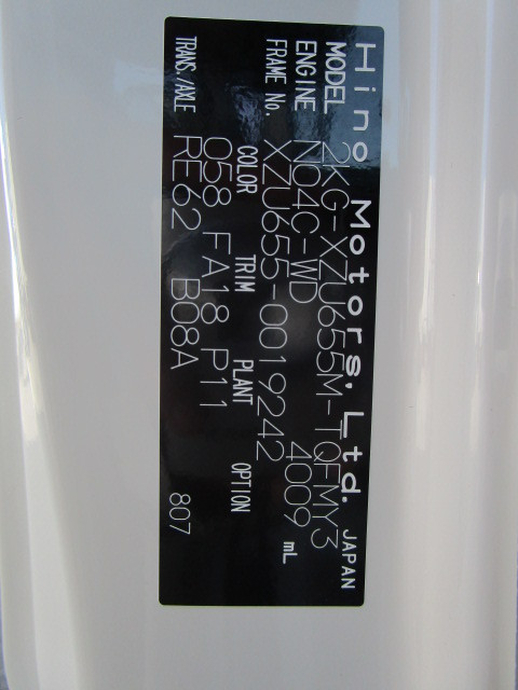 Hino Motors, Ltd. JAPAN
MODEL 2KG-XZU655M-TQFMY3
ENGINE N04C-WD 4009 mL
FRAME No. XZU655-0019242
COLOR TRIM PLANT OPTION
058 FA18 P11
TRANS./AXLE RE62 B08A 807